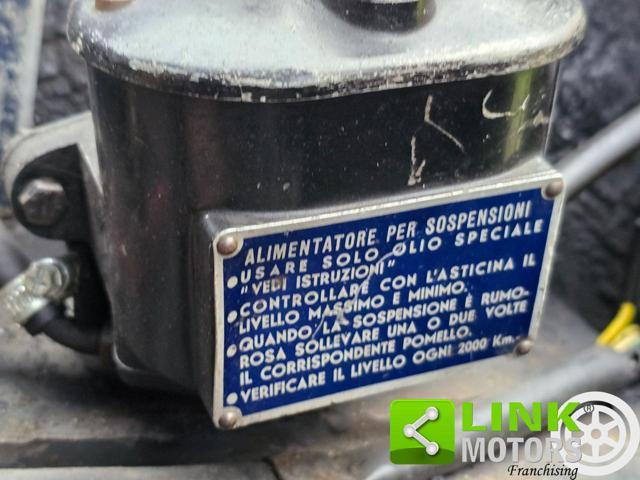 ALIMENTATORE PER SOSPENSIONI
• USARE SOLO OLIO SPECIALE
"VEDI ISTRUZIONI"
• CONTROLLARE CON L'ASTICINA IL
LIVELLO MASSIMO E MINIMO.
• QUANDO LA SOSPENSIONE È RUMO-
ROSA SOLLEVARE UNA O DUE VOLTE
IL CORRISPONDENTE POMELLO.
• VERIFICARE IL LIVELLO OGNI 2000 Km.
LINK
MOTORS
®
Franchising